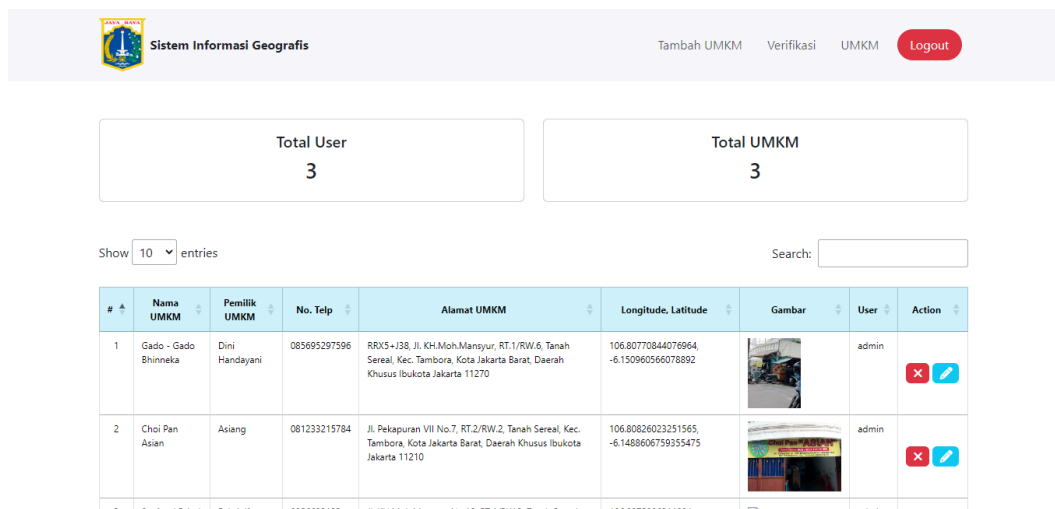 JAYA RAYA
Sistem Informasi Geografis
Tambah UMKM
Verifikasi
UMKM
Logout
Total User
3
Total UMKM
3
Show 10 entries
Search:
# Nama UMKM Pemilik UMKM No. Telp Alamat UMKM Longitude, Latitude Gambar User Action
1
Gado - Gado
Bhinneka
Dini
Handayani
085695297596
RRX5+J38, Jl. KH.Moh.Mansyur, RT.1/RW.6, Tanah
Sereal, Kec. Tambora, Kota Jakarta Barat, Daerah
Khusus Ibukota Jakarta 11270
106.80770844076964,
-6.150960566078892
admin
2
Choi Pan
Asian
Asiang
081233215784
Jl. Pekapuran VII No.7, RT.2/RW.2, Tanah Sereal, Kec.
Tambora, Kota Jakarta Barat, Daerah Khusus Ibukota
Jakarta 11210
106.80826023251565,
-6.1488606759355475
Choi Pan "ASIAN"
admin